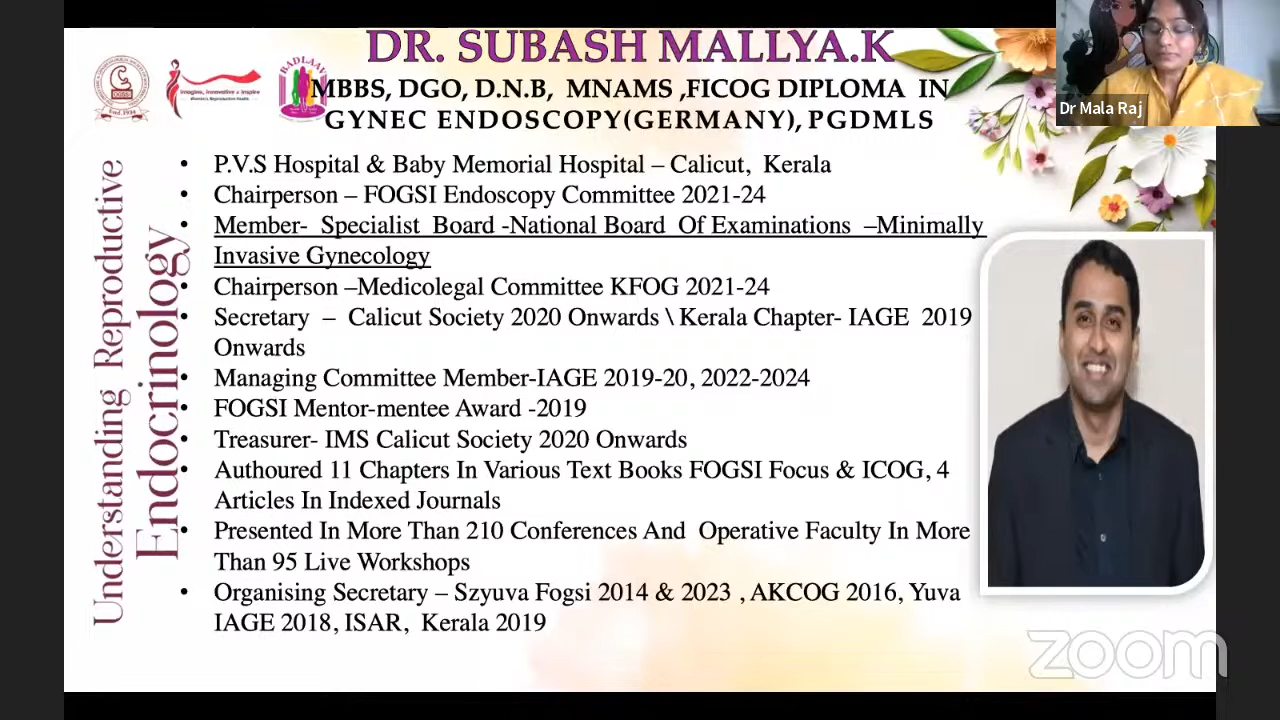 DR. SUBASH MALLYA.K
MBBS, DGO, D.N.B, MNAMS ,FICOG DIPLOMA IN
GYNEC ENDOSCOPY(GERMANY), PGDMLS
Dr Mala Raj
Imagine, Innovative & Inspire
BADLAAV
Understanding Reproductive
Endocrinology
• P.V.S Hospital & Baby Memorial Hospital – Calicut, Kerala
• Chairperson – FOGSI Endoscopy Committee 2021-24
• Member- Specialist Board -National Board Of Examinations –Minimally
Invasive Gynecology
• Chairperson –Medicolegal Committee KFOG 2021-24
• Secretary – Calicut Society 2020 Onwards \ Kerala Chapter- IAGE 2019
Onwards
• Managing Committee Member-IAGE 2019-20, 2022-2024
• FOGSI Mentor-mentee Award -2019
• Treasurer- IMS Calicut Society 2020 Onwards
• Authoured 11 Chapters In Various Text Books FOGSI Focus & ICOG, 4
Articles In Indexed Journals
• Presented In More Than 210 Conferences And Operative Faculty In More
Than 95 Live Workshops
• Organising Secretary – Szyuva Fogsi 2014 & 2023 , AKCOG 2016, Yuva
IAGE 2018, ISAR, Kerala 2019
zoom